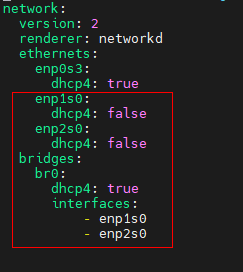 network:
  version: 2
  renderer: networkd
  ethernets:
    enp0s3:
      dhcp4: true
    enp1s0:
      dhcp4: false
    enp2s0:
      dhcp4: false
  bridges:
    br0:
      dhcp4: true
      interfaces:
          - enp1s0
          - enp2s0